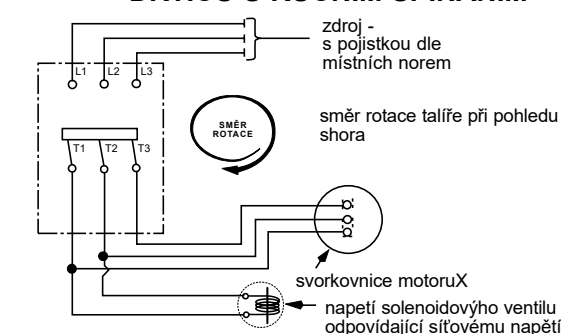 zdroj -
s pojistkou dle
místních norem
L1 L2 L3
SMĚR
ROTACE
směr rotace talíře při pohledu
shora
T1 T2 T3
svorkovnice motoruX
napetí solenoidovýho ventilu
odpovídající síťovému napětí